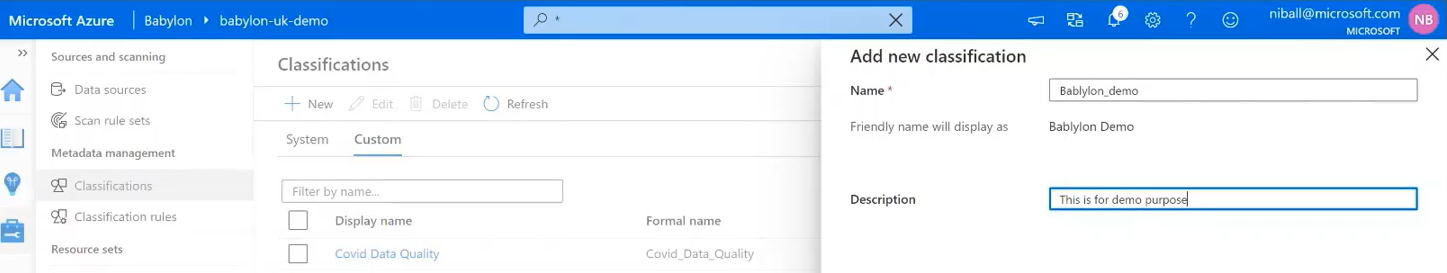 Microsoft Azure Babylon > babylon-uk-demo * 6 niball@microsoft.com NB
MICROSOFT
>>
Sources and scanning
Data sources
Scan rule sets
Metadata management
Classifications
Classification rules
Resource sets
Classifications
+ New Edit Delete Refresh
System Custom
Filter by name...
Display name Formal name
Covid Data Quality Covid_Data_Quality
Add new classification
Name * Bablylon_demo
Friendly name will display as Bablylon Demo
Description This is for demo purpose